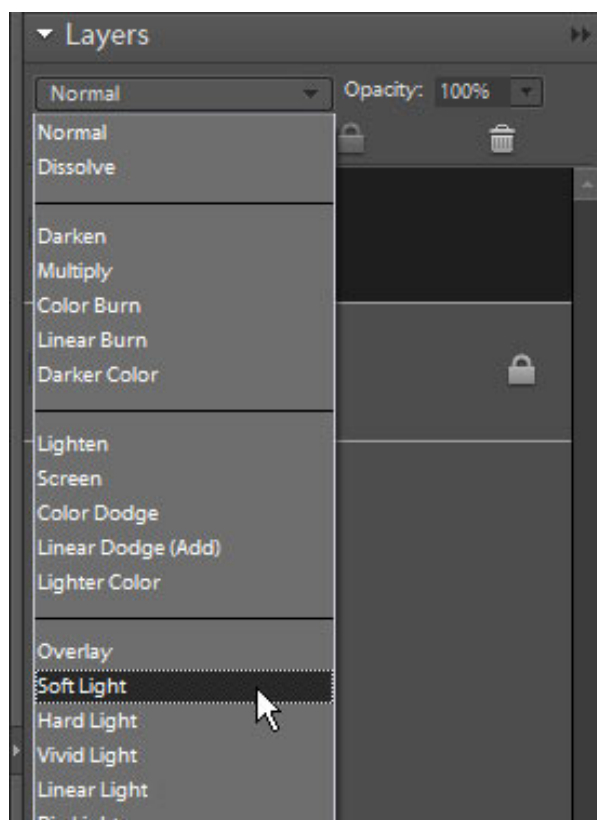 Layers
Normal Opacity: 100%
Normal
Dissolve
Darken
Multiply
Color Burn
Linear Burn
Darker Color
Lighten
Screen
Color Dodge
Linear Dodge (Add)
Lighter Color
Overlay
Soft Light
Hard Light
Vivid Light
Linear Light